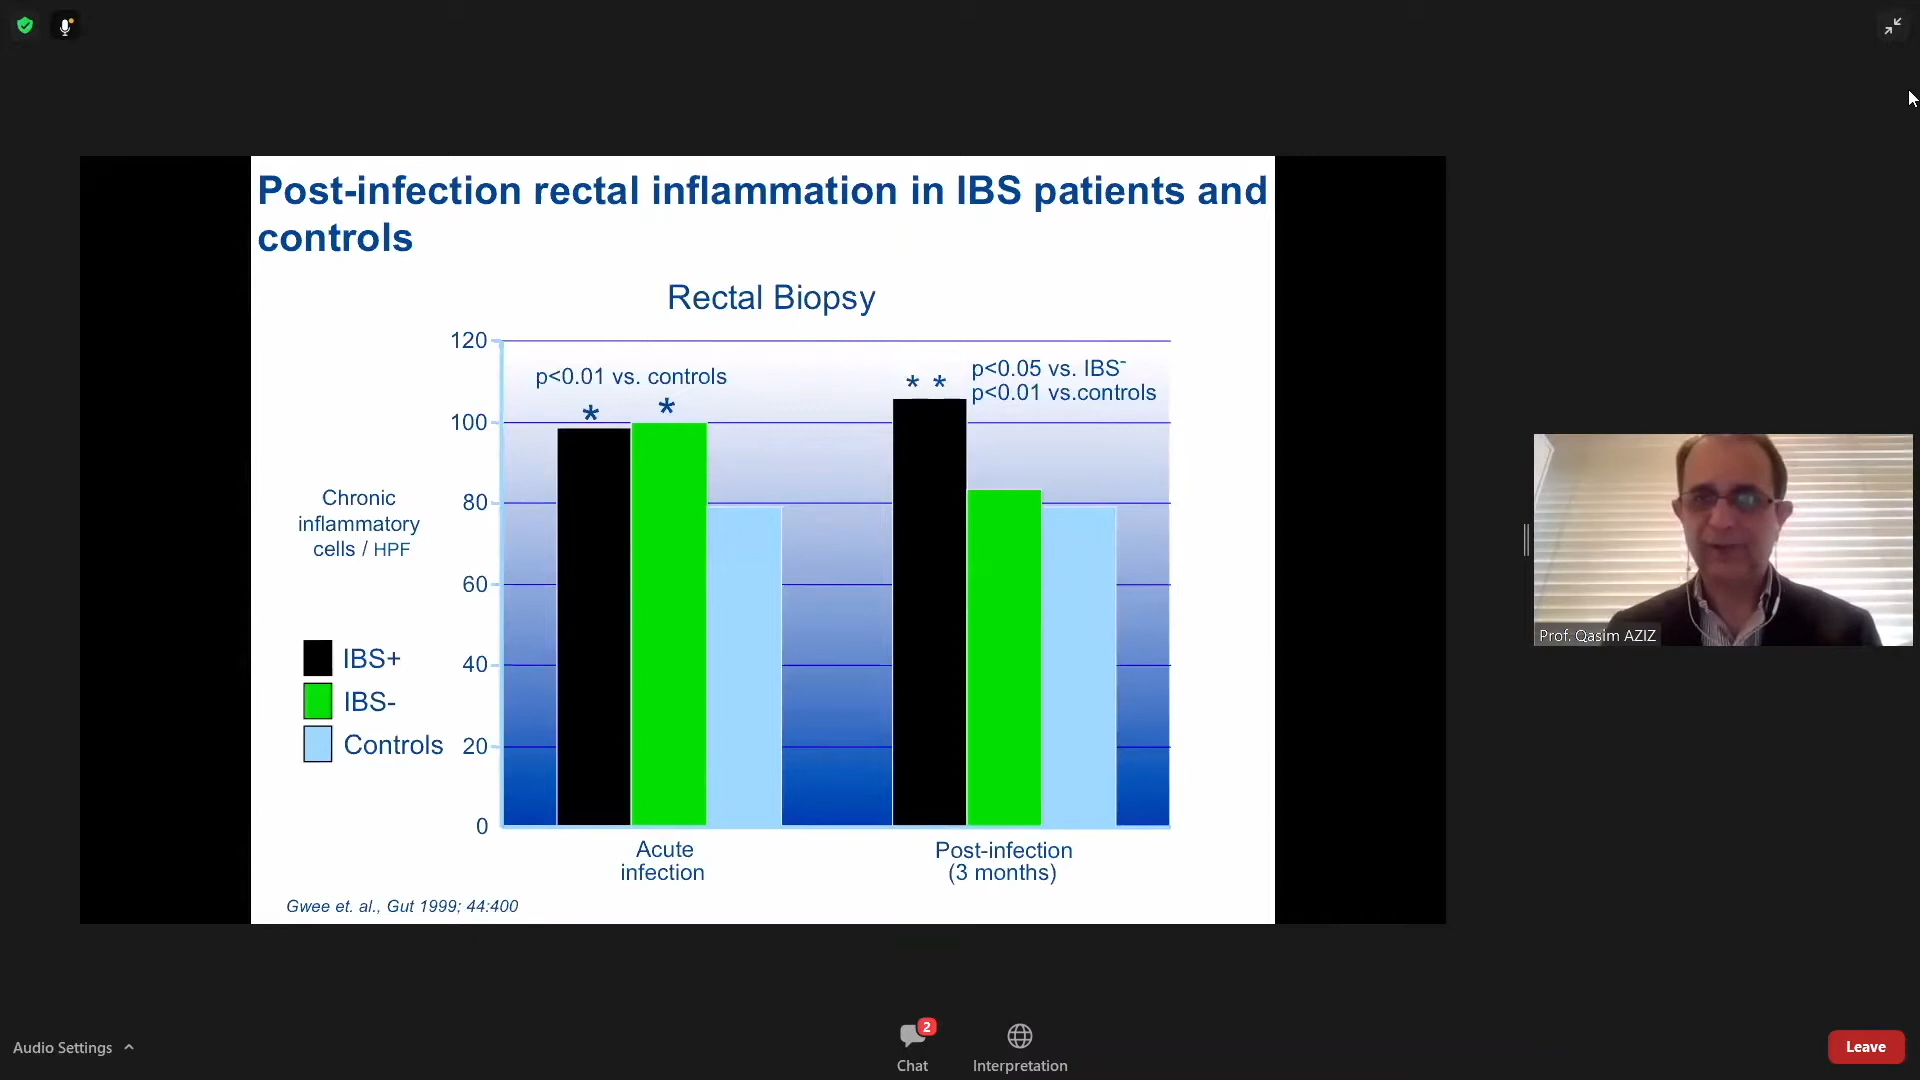 Post-infection rectal inflammation in IBS patients and
controls
Rectal Biopsy
120
100
80
60
40
20
0
p<0.01 vs. controls
* *
* *
p<0.05 vs. IBS-
p<0.01 vs.controls
Chronic
inflammatory
cells / HPF
IBS+
IBS-
Controls
Acute
infection
Post-infection
(3 months)
Gwee et. al., Gut 1999; 44:400
Prof. Qasim AZIZ
Audio Settings
2
Chat
Interpretation
Leave